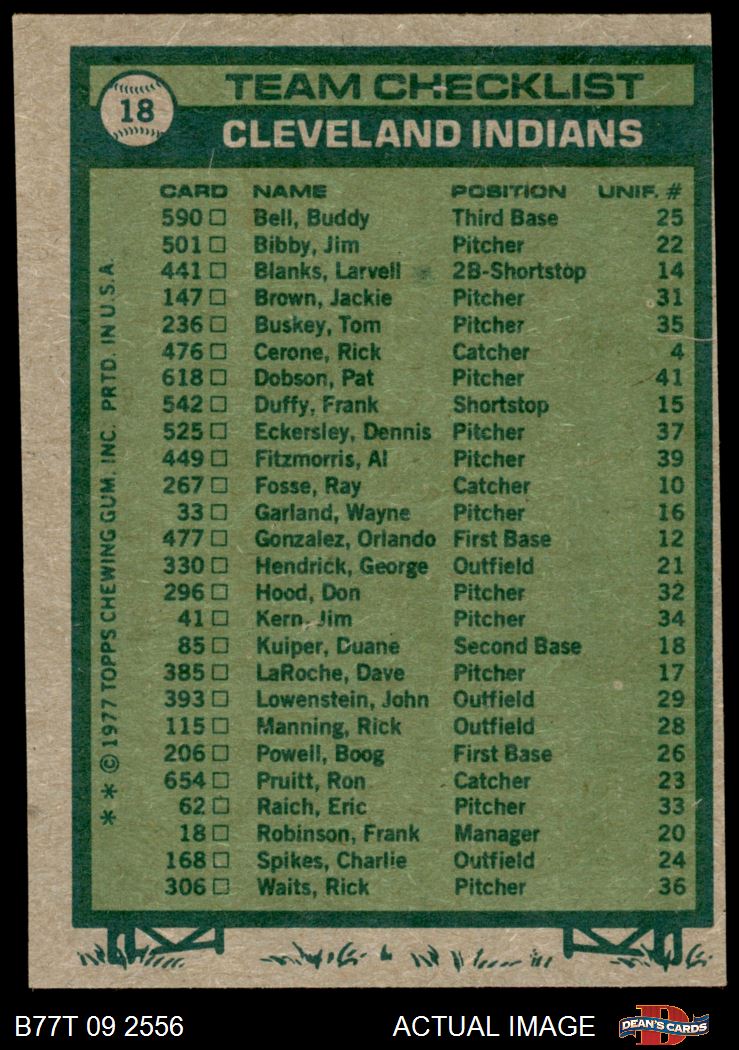 18
TEAM CHECKLIST
CLEVELAND INDIANS
CARD NAME POSITION UNIF. #
590 □ Bell, Buddy Third Base 25
501 □ Bibby, Jim Pitcher 22
441 □ Blanks, Larvell 2B-Shortstop 14
147 □ Brown, Jackie Pitcher 31
236 □ Buskey, Tom Pitcher 35
476 □ Cerone, Rick Catcher 4
618 □ Dobson, Pat Pitcher 41
542 □ Duffy, Frank Shortstop 15
525 □ Eckersley, Dennis Pitcher 37
449 □ Fitzmorris, Al Pitcher 39
267 □ Fosse, Ray Catcher 10
33 □ Garland, Wayne Pitcher 16
477 □ Gonzalez, Orlando First Base 12
330 □ Hendrick, George Outfield 21
296 □ Hood, Don Pitcher 32
41 □ Kern, Jim Pitcher 34
85 □ Kuiper, Duane Second Base 18
385 □ LaRoche, Dave Pitcher 17
393 □ Lowenstein, John Outfield 29
115 □ Manning, Rick Outfield 28
206 □ Powell, Boog First Base 26
654 □ Pruitt, Ron Catcher 23
62 □ Raich, Eric Pitcher 33
18 □ Robinson, Frank Manager 20
168 □ Spikes, Charlie Outfield 24
306 □ Waits, Rick Pitcher 36
* * © 1977 TOPPS CHEWING GUM, INC. PRTD. IN U.S.A.
B77T 09 2556 ACTUAL IMAGE
D
DEAN'S CARDS